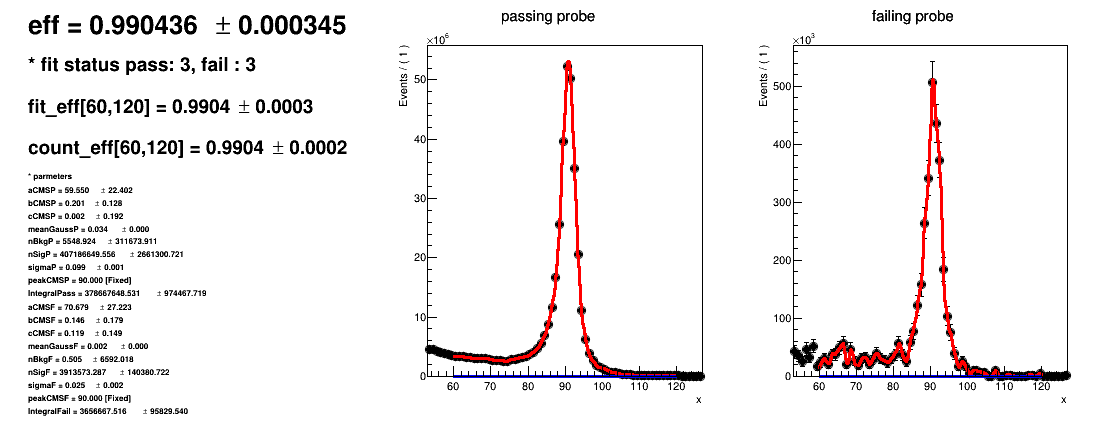 eff = 0.990436 ± 0.000345
* fit status pass: 3, fail : 3
fit_eff[60,120] = 0.9904 ± 0.0003
count_eff[60,120] = 0.9904 ± 0.0002
* parmeters
aCMSP = 59.550 ± 22.402
bCMSP = 0.201 ± 0.128
cCMSP = 0.002 ± 0.192
meanGaussP = 0.034 ± 0.000
nBkgP = 5548.924 ± 311673.911
nSigP = 407186649.556 ± 2661300.721
sigmaP = 0.099 ± 0.001
peakCMSP = 90.000 [Fixed]
IntegralPass = 378667648.531 ± 974467.719
aCMSF = 70.679 ± 27.223
bCMSF = 0.146 ± 0.179
cCMSF = 0.119 ± 0.149
meanGaussF = 0.002 ± 0.000
nBkgF = 0.505 ± 6592.018
nSigF = 3913573.287 ± 140380.722
sigmaF = 0.025 ± 0.002
peakCMSF = 90.000 [Fixed]
IntegralFail = 3656667.516 ± 95829.540
passing probe
×10⁶
Events / ( 1 )
50
40
30
20
10
0
60 70 80 90 100 110 120
x
failing probe
×10³
Events / ( 1 )
500
400
300
200
100
0
60 70 80 90 100 110 120
x